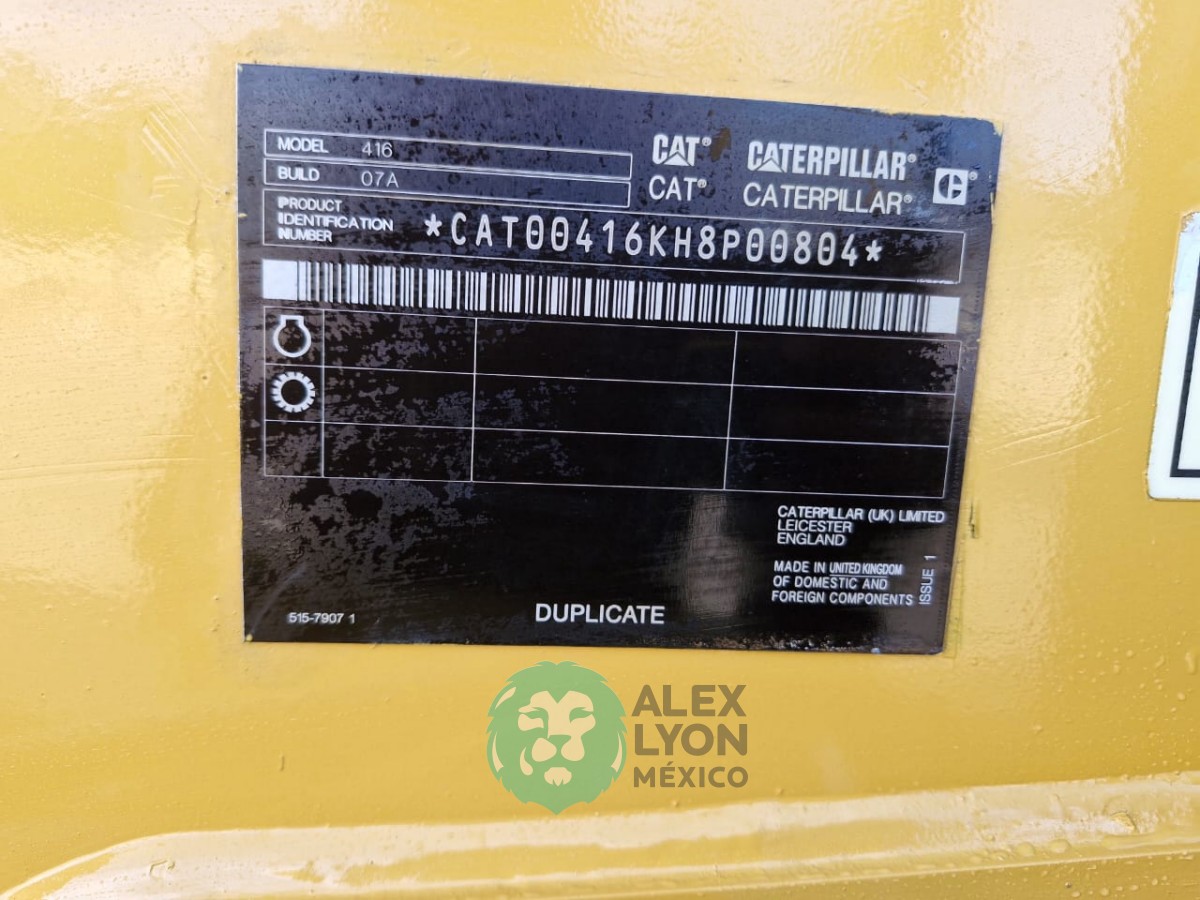 MODEL 416
BUILD 07A
CAT® CATERPILLAR®
CAT® CATERPILLAR®
PRODUCT
IDENTIFICATION
NUMBER
*CAT00416KH8P00804*
CATERPILLAR (UK) LIMITED
LEICESTER
ENGLAND
MADE IN UNITED KINGDOM
OF DOMESTIC AND
FOREIGN COMPONENTS
ISSUE 1
515-7907 1
DUPLICATE
ALEX
LYON
MÉXICO